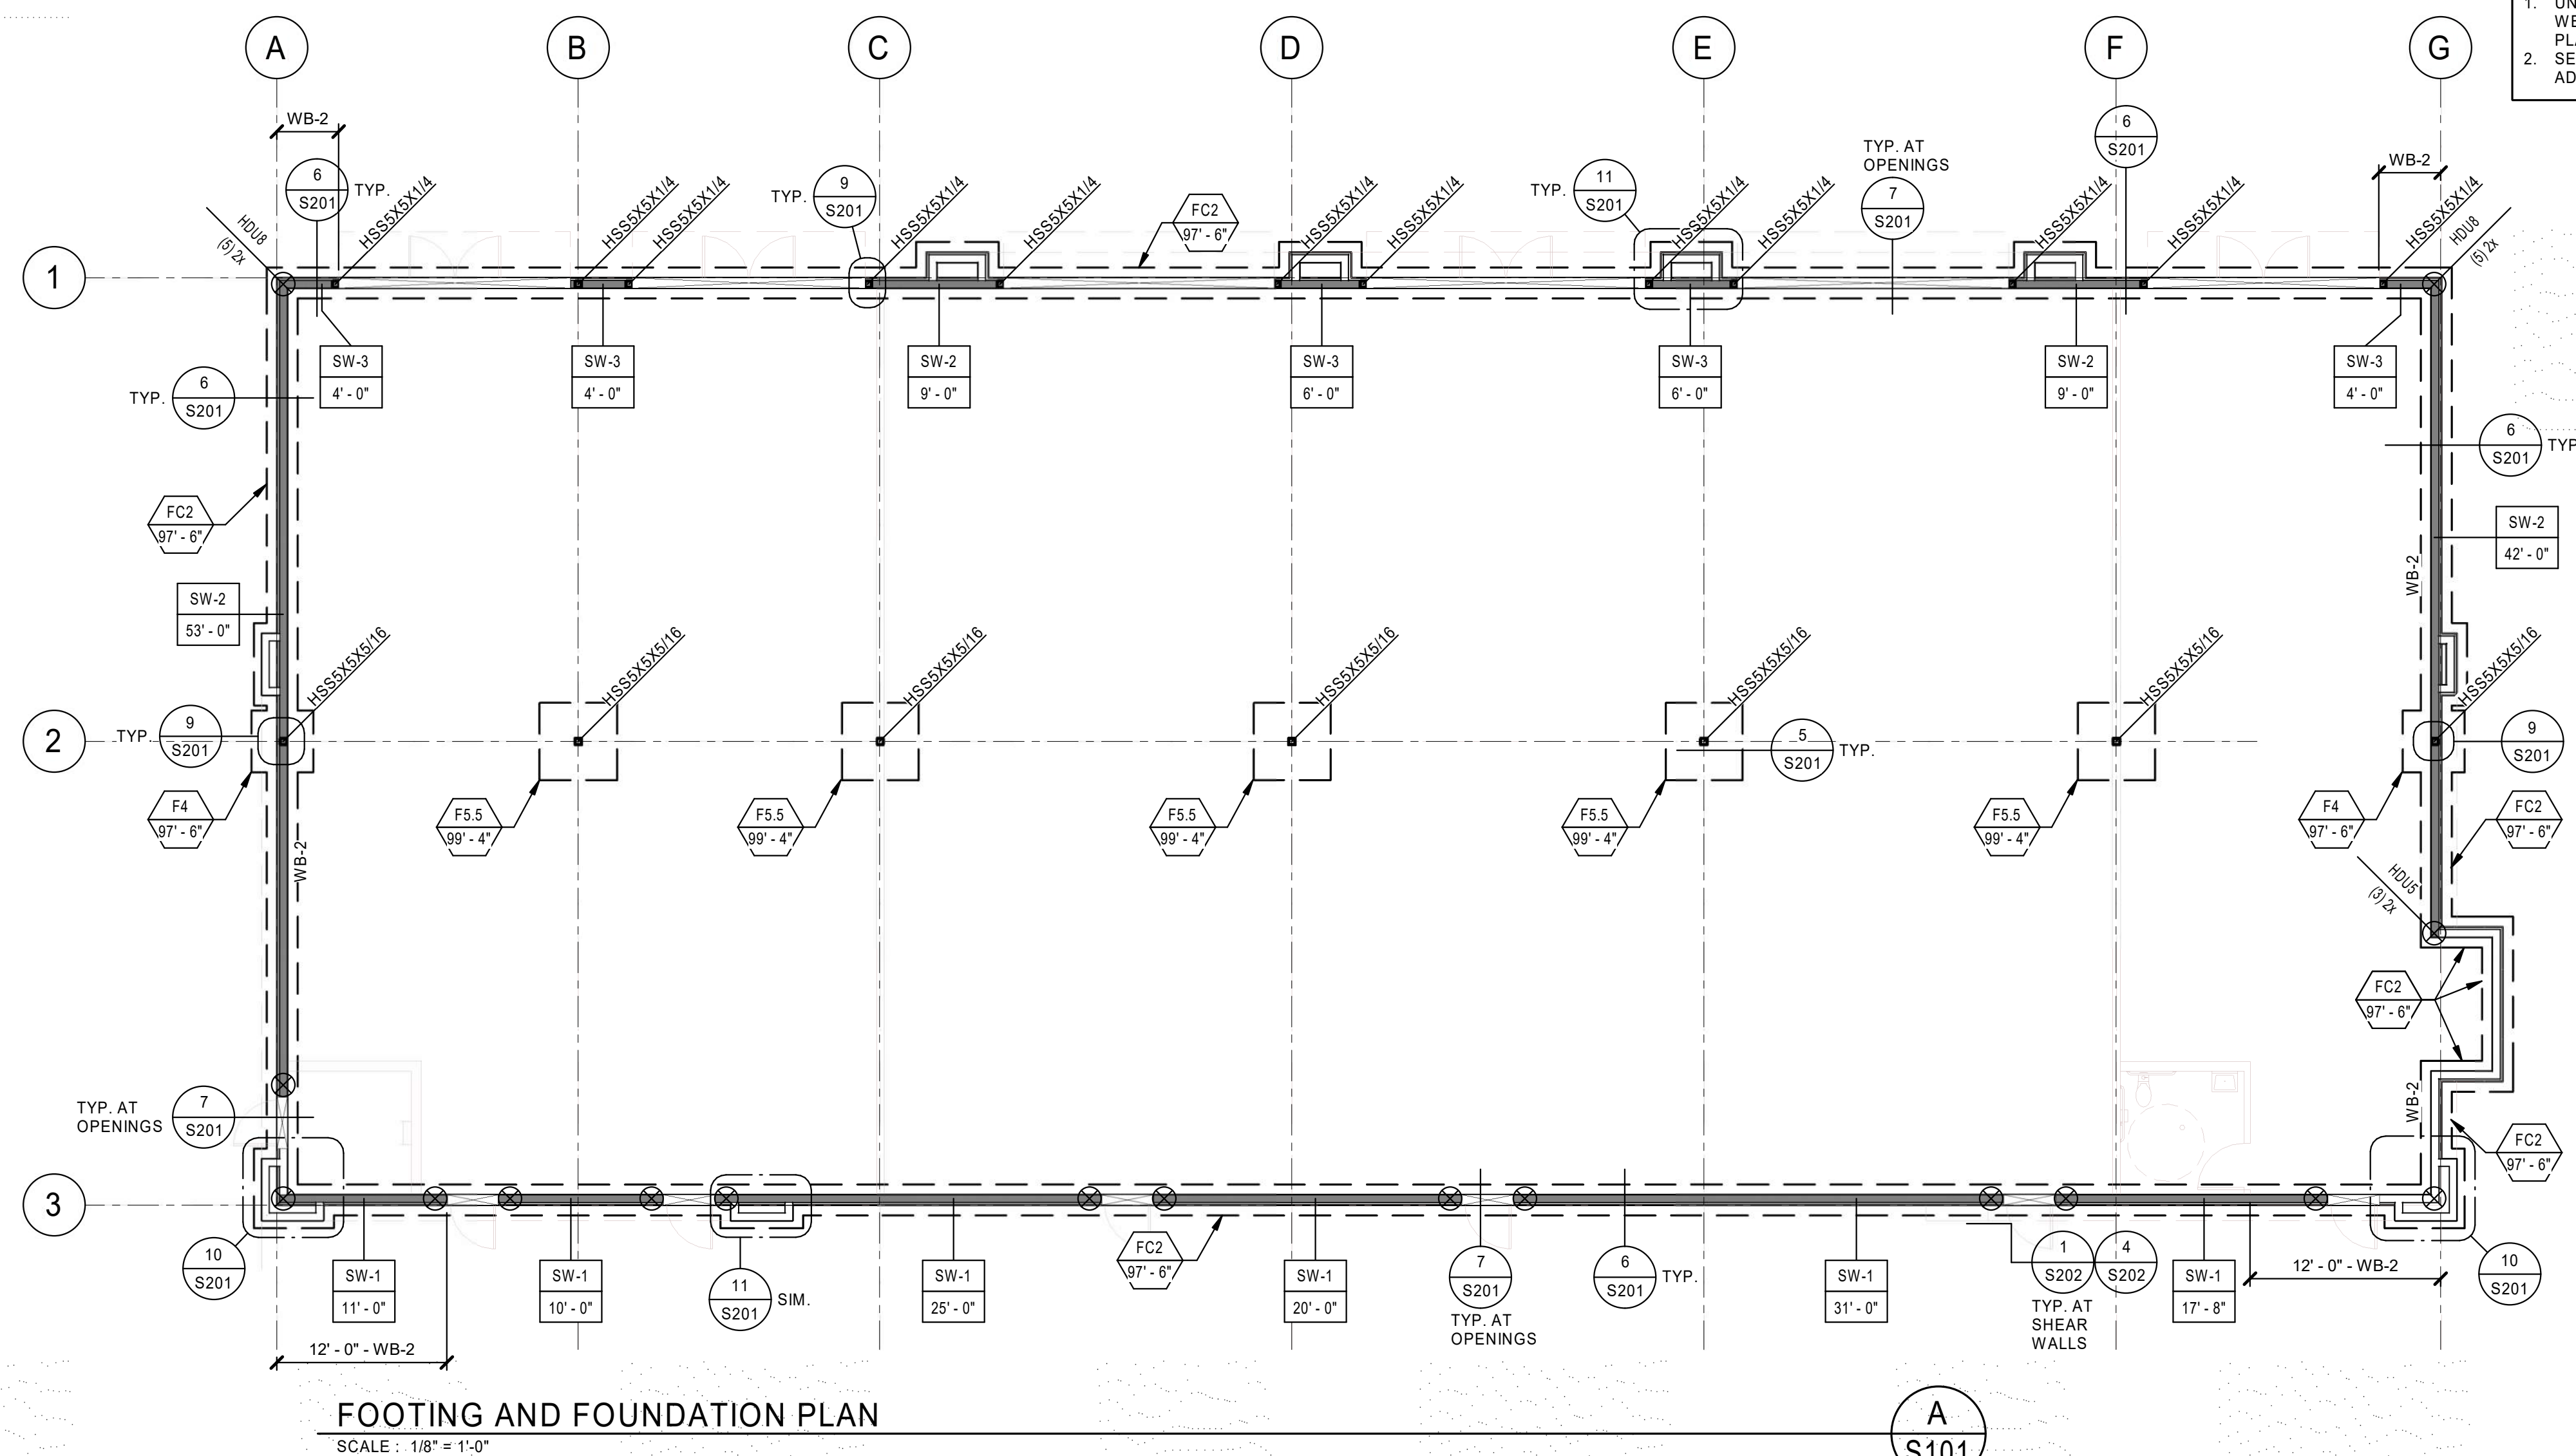 1. UN
WE
PLA
2. SE
AD
A
B
C
D
E
F
G
WB-2
6
S201
TYP.
HDU8
(5) 2x
HSS5X5X1/4
HSS5X5X1/4
HSS5X5X1/4
TYP.
9
S201
HSS5X5X1/4
HSS5X5X1/4
FC2
97' - 6"
HSS5X5X1/4
HSS5X5X1/4
TYP.
11
S201
HSS5X5X1/4
HSS5X5X1/4
TYP. AT
OPENINGS
7
S201
HSS5X5X1/4
6
S201
HSS5X5X1/4
WB-2
HSS5X5X1/4
HDU8
(5) 2x
1
SW-3
4' - 0"
SW-3
4' - 0"
SW-2
9' - 0"
SW-3
6' - 0"
SW-3
6' - 0"
SW-2
9' - 0"
SW-3
4' - 0"
TYP.
6
S201
6
S201
TYP
FC2
97' - 6"
SW-2
42' - 0"
WB-2
SW-2
53' - 0"
HSS5X5X5/16
HSS5X5X5/16
HSS5X5X5/16
HSS5X5X5/16
HSS5X5X5/16
HSS5X5X5/16
HSS5X5X5/16
2
TYP.
9
S201
5
S201
TYP.
9
S201
F4
97' - 6"
F5.5
99' - 4"
F5.5
99' - 4"
F5.5
99' - 4"
F5.5
99' - 4"
F5.5
99' - 4"
F4
97' - 6"
FC2
97' - 6"
WB-2
HDU5
(3) 2x
FC2
97' - 6"
WB-2
TYP. AT
OPENINGS
7
S201
FC2
97' - 6"
3
10
S201
SW-1
11' - 0"
SW-1
10' - 0"
11
S201
SIM.
SW-1
25' - 0"
FC2
97' - 6"
SW-1
20' - 0"
7
S201
TYP. AT
OPENINGS
6
S201
TYP.
SW-1
31' - 0"
1
S202
4
S202
TYP. AT
SHEAR
WALLS
SW-1
17' - 8"
12' - 0" - WB-2
10
S201
12' - 0" - WB-2
FOOTING AND FOUNDATION PLAN
SCALE : 1/8" = 1'-0"
A
S101